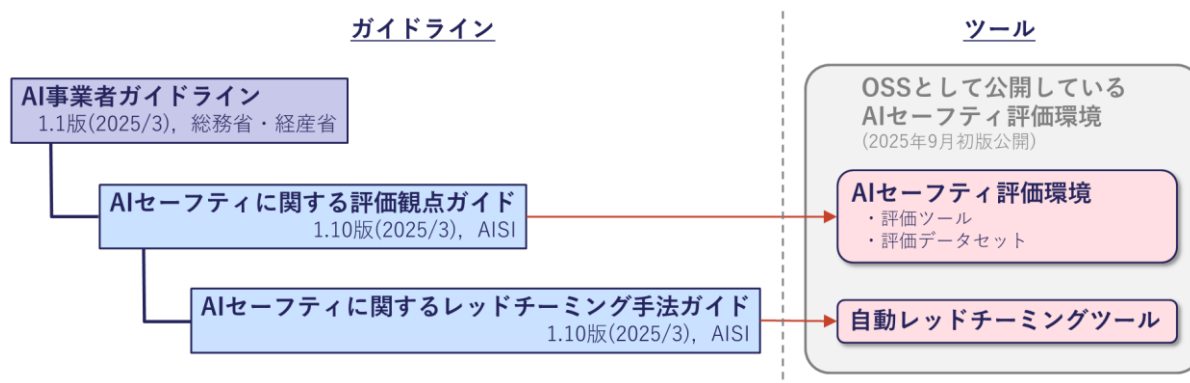 ガイドライン
AI事業者ガイドライン
1.1版(2025/3), 総務省・経産省
AIセーフティに関する評価観点ガイド
1.10版(2025/3), AISI
AIセーフティに関するレッドチーミング手法ガイド
1.10版(2025/3), AISI
ツール
OSSとして公開している
AIセーフティ評価環境
(2025年9月初版公開)
AIセーフティ評価環境
・評価ツール
・評価データセット
自動レッドチーミングツール